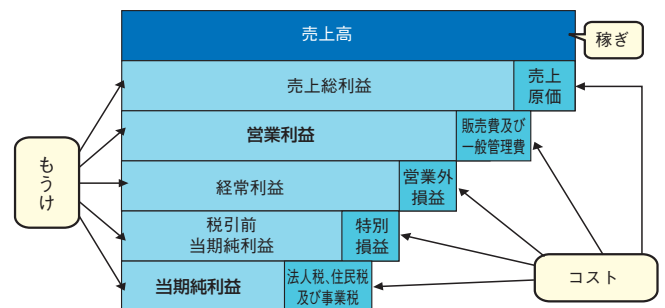 売上高
稼ぎ
売上総利益
売上
原価
営業利益
販売費及び
一般管理費
もうけ
経常利益
営業外
損益
税引前
当期純利益
特別
損益
当期純利益
法人税、住民税
及び事業税
コスト